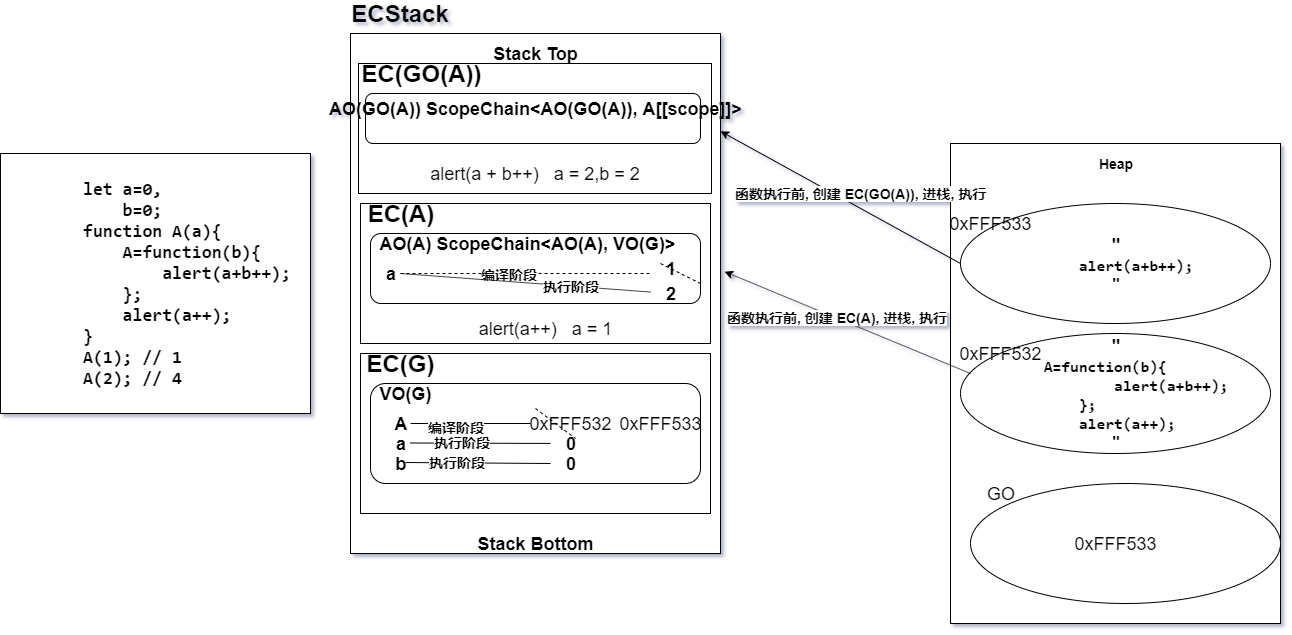 ECStack
Stack Top
EC(GO(A))
AO(GO(A)) ScopeChain<AO(GO(A)), A[[scope]]>
alert(a + b++)   a = 2,b = 2
EC(A)
AO(A) ScopeChain<AO(A), VO(G)>
a 编译阶段 1
执行阶段 2
alert(a++)   a = 1
EC(G)
VO(G)
A 编译阶段 0xFFF532 0xFFF533
a 执行阶段 0
b 执行阶段 0
Stack Bottom
let a=0,
b=0;
function A(a){
A=function(b){
alert(a+b++);
};
alert(a++);
}
A(1); // 1
A(2); // 4
函数执行前, 创建 EC(GO(A)), 进栈, 执行
函数执行前, 创建 EC(A), 进栈, 执行
Heap
0xFFF533
"
alert(a+b++);
"
0xFFF532
"
A=function(b){
alert(a+b++);
};
alert(a++);
"
GO
0xFFF533